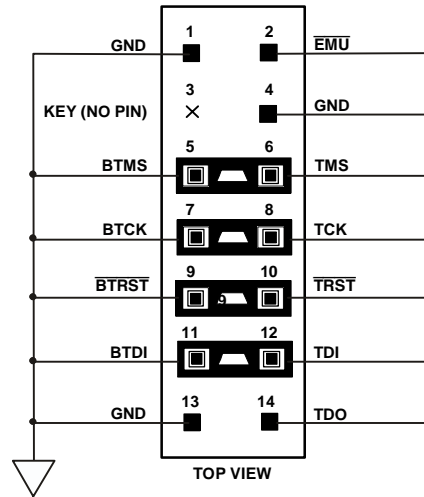 1 2
GND EMU
3 4
KEY (NO PIN) GND
5 6
BTMS TMS
7 8
BTCK TCK
9 10
BTRST TRST
9
11 12
BTDI TDI
13 14
GND TDO
TOP VIEW